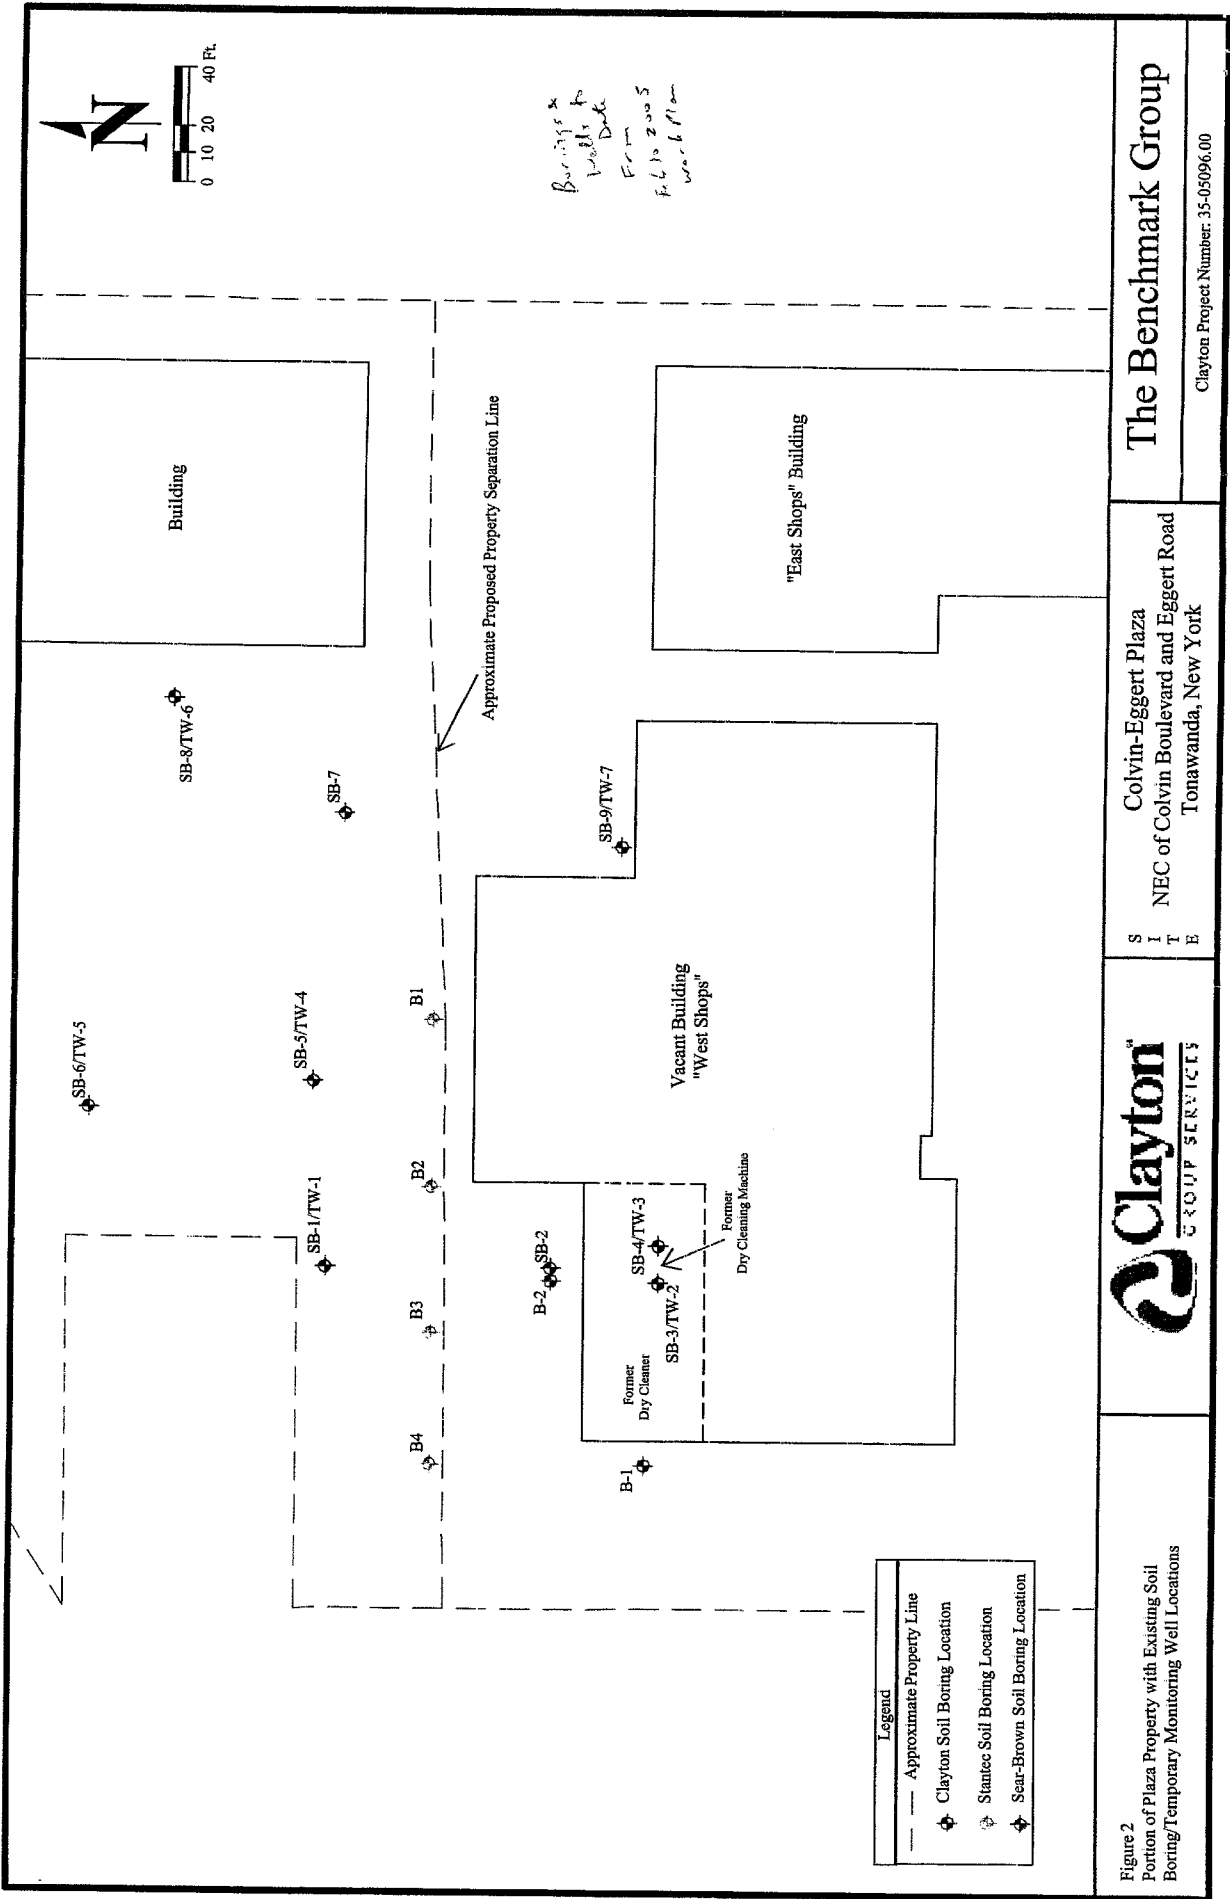 N
0 10 20 40 Ft.
Borings &
Wells to
Date
From
Feb 10 2005
work Plan
Building
Approximate Proposed Property Separation Line
"East Shops" Building
SB-8/TW-6
SB-7
SB-9/TW-7
SB-6/TW-5
SB-5/TW-4
B1
Vacant Building
"West Shops"
SB-1/TW-1
B2
B3
B4
B-2
SB-2
SB-4/TW-3
SB-3/TW-2
Former
Dry Cleaning Machine
Former
Dry Cleaner
B-1
Legend
Approximate Property Line
Clayton Soil Boring Location
Stantec Soil Boring Location
Sear-Brown Soil Boring Location
Figure 2
Portion of Plaza Property with Existing Soil
Boring/Temporary Monitoring Well Locations
Clayton
GROUP SERVICES
SITE
Colvin-Eggert Plaza
NEC of Colvin Boulevard and Eggert Road
Tonawanda, New York
The Benchmark Group
Clayton Project Number: 35-05096.00